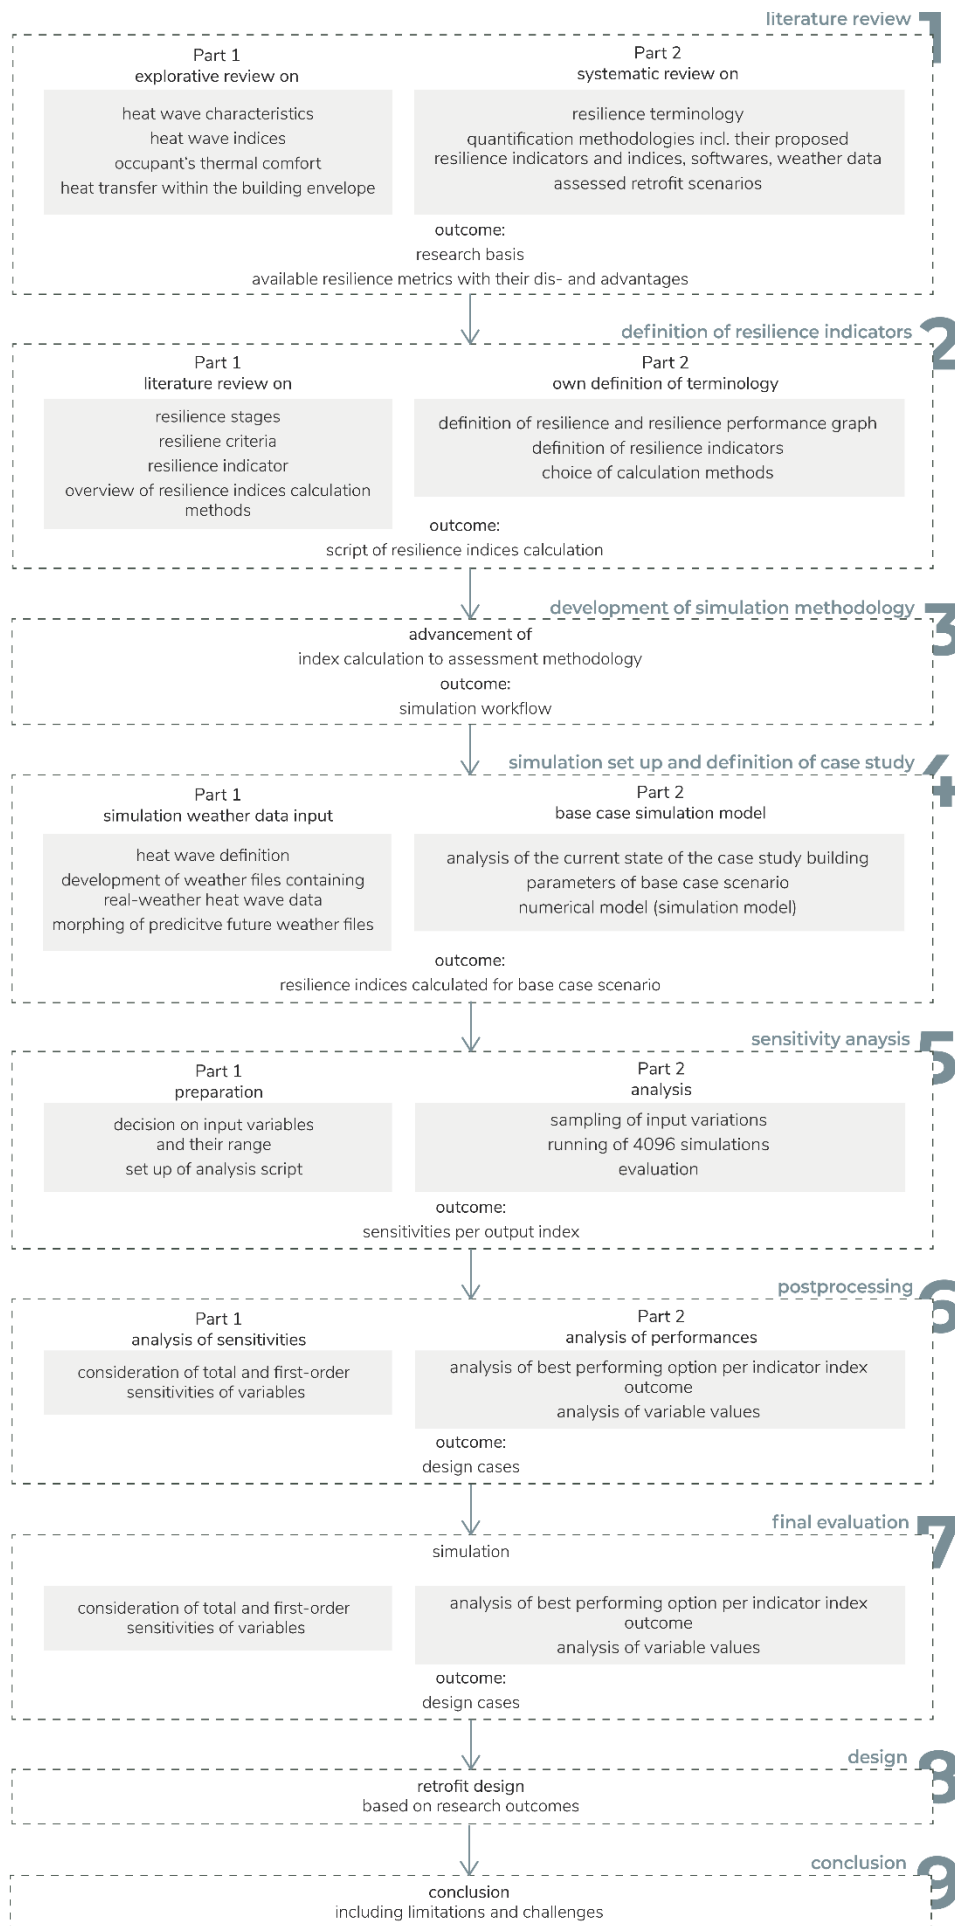 literature review
1
Part 1
explorative review on
heat wave characteristics
heat wave indices
occupant's thermal comfort
heat transfer within the building envelope
Part 2
systematic review on
resilience terminology
quantification methodologies incl. their proposed
resilience indicators and indices, softwares, weather data
assessed retrofit scenarios
outcome:
research basis
available resilience metrics with their dis- and advantages
definition of resilience indicators
2
Part 1
literature review on
resilience stages
resiliene criteria
resilience indicator
overview of resilience indices calculation
methods
Part 2
own definition of terminology
definition of resilience and resilience performance graph
definition of resilience indicators
choice of calculation methods
outcome:
script of resilience indices calculation
development of simulation methodology
3
advancement of
index calculation to assessment methodology
outcome:
simulation workflow
simulation set up and definition of case study
4
Part 1
simulation weather data input
heat wave definition
development of weather files containing
real-weather heat wave data
morphing of predicitve future weather files
Part 2
base case simulation model
analysis of the current state of the case study building
parameters of base case scenario
numerical model (simulation model)
outcome:
resilience indices calculated for base case scenario
sensitivity anaysis
5
Part 1
preparation
decision on input variables
and their range
set up of analysis script
Part 2
analysis
sampling of input variations
running of 4096 simulations
evaluation
outcome:
sensitivities per output index
postprocessing
6
Part 1
analysis of sensitivities
consideration of total and first-order
sensitivities of variables
Part 2
analysis of performances
analysis of best performing option per indicator index
outcome
analysis of variable values
outcome:
design cases
final evaluation
7
simulation
consideration of total and first-order
sensitivities of variables
analysis of best performing option per indicator index
outcome
analysis of variable values
outcome:
design cases
design
8
retrofit design
based on research outcomes
conclusion
9
conclusion
including limitations and challenges